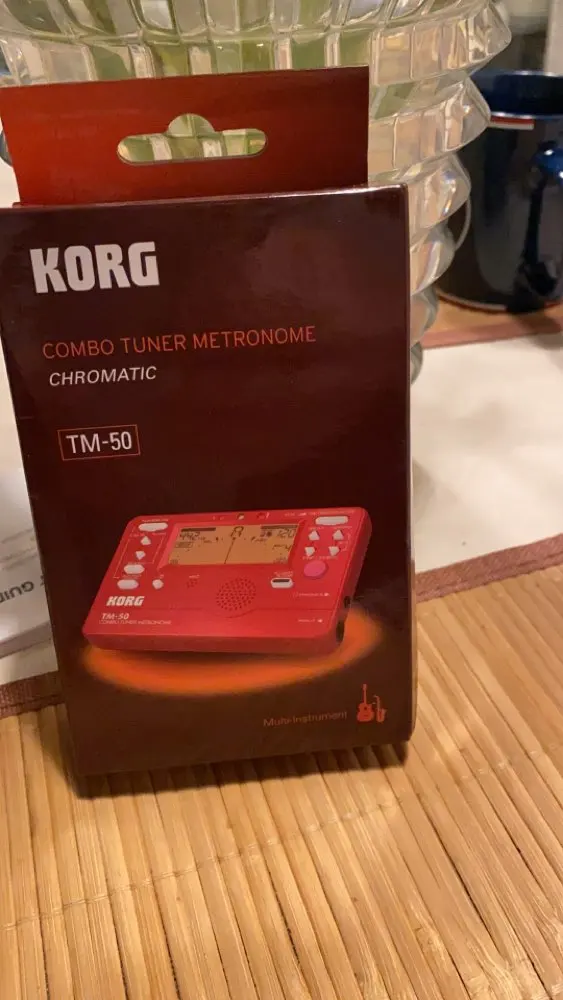 KORG
COMBO TUNER METRONOME
CHROMATIC
TM-50
KORG
TM-50
COMBO TUNER METRONOME
Multi-Instrument